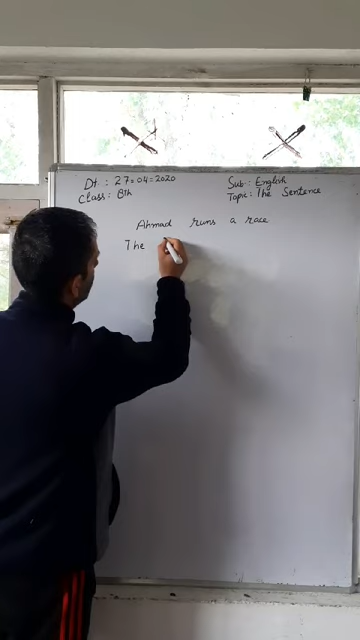 Dt : 27=04=2020 Sub : English
Class : 8th Topic : The Sentence
Ahmad runs a race
The